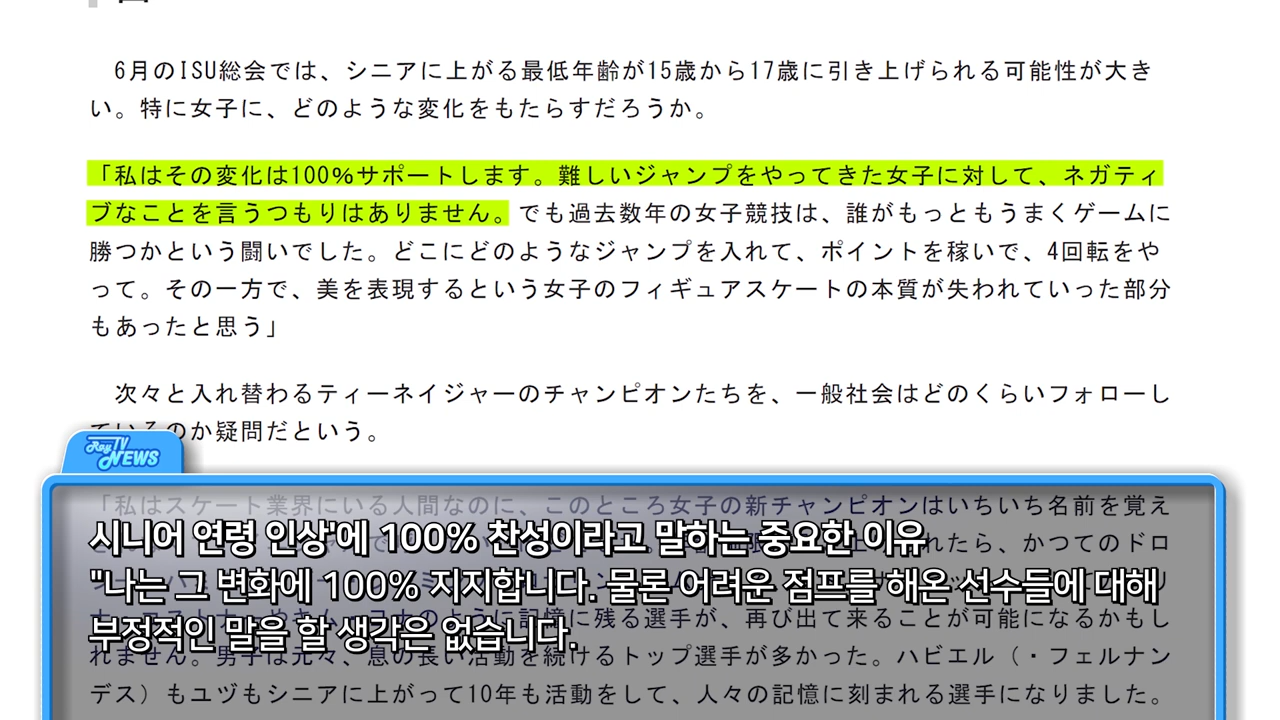 6月のISU総会では、シニアに上がる最低年齢が15歳から17歳に引き上げられる可能性が大き
い。特に女子に、どのような変化をもたらすだろうか。
「私はその変化は100%サポートします。難しいジャンプをやってきた女子に対して、ネガティ
ブなことを言うつもりはありません。でも過去数年の女子競技は、誰がもっともうまくゲームに
勝つかという闘いでした。どこにどのようなジャンプを入れて、ポイントを稼いで、4回転をや
って。その一方で、美を表現するという女子のフィギュアスケートの本質が失われていった部分
もあったと思う」
次々と入れ替わるティーネイジャーのチャンピオンたちを、一般社会はどのくらいフォローし
ているのか疑問だという。
RayTV
NEWS
「私はスケート業界にいる人間なのに、このところ女子の新チャンピオンはいちいち名前を覚え
시니어 연령 인상'에 100% 찬성이라고 말하는 중요한 이유
れたら、かつてのドロ
"나는 그 변화에 100% 지지합니다. 물론 어려운 점프를 해온 선수들에 대해
のように記憶に残る選手が、再び出て来ることが可能になるかもし
부정적인 말을 할 생각은 없습니다.
れません。男子は元々、息の長い活動を続けるトップ選手が多かった。ハビエル（・フェルナン
デス）もユヅもシニアに上がって10年も活動をして、人々の記憶に刻まれる選手になりました。